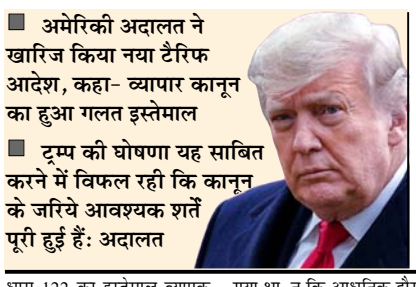 ■ अमेरिकी अदालत ने
खारिज किया नया टैरिफ
आदेश, कहा- व्यापार कानून
का हुआ गलत इस्तेमाल
■ ट्रम्प की घोषणा यह साबित
करने में विफल रही कि कानून
के जरिये आवश्यक शर्तें
पूरी हुई हैं: अदालत